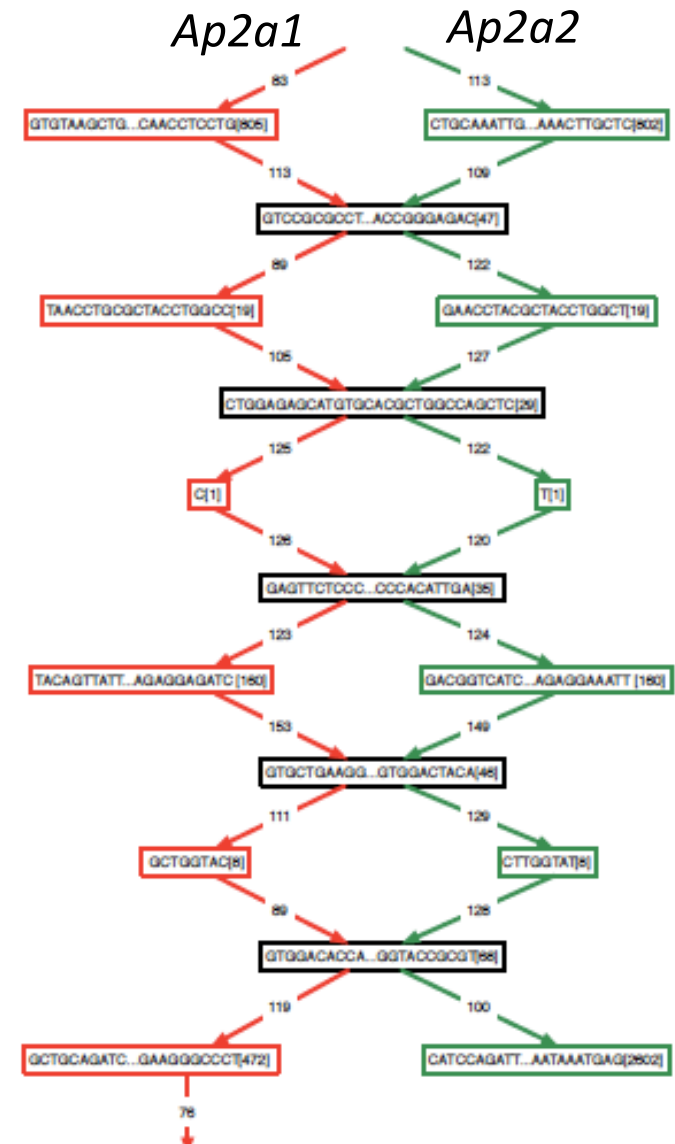 Ap2a1 Ap2a2
83 113
GTGTAAGCTG...CAACCTCCTG[805] CTGCAAATTG...AAACTTGCTC[802]
113 109
GTCCGCGCCT...ACCGGGAGAC[47]
89 122
TAACCTGCGCTACCTGGCC[19] GAACCTACGCTACCTGGCT[19]
105 127
CTGGAGAGCATGTGCACGCTGGCCAGCTC[29]
125 122
C[1] T[1]
126 120
GAGTTCTCCC...CCCACATTGA[35]
123 124
TACAGTTATT...AGAGGAGATC [160] GACGGTCATC...AGAGGAAATT [160]
153 149
GTGCTGAAGG...GTGGACTACA[46]
111 129
GCTGGTAC[8] CTTGGTAT[8]
89 128
GTGGACACCA...GGTACCGCGT[68]
119 100
GCTGCAGATC...GAAGGGCCCT[472] CATCCAGATT...AATAAATGAG[2602]
76